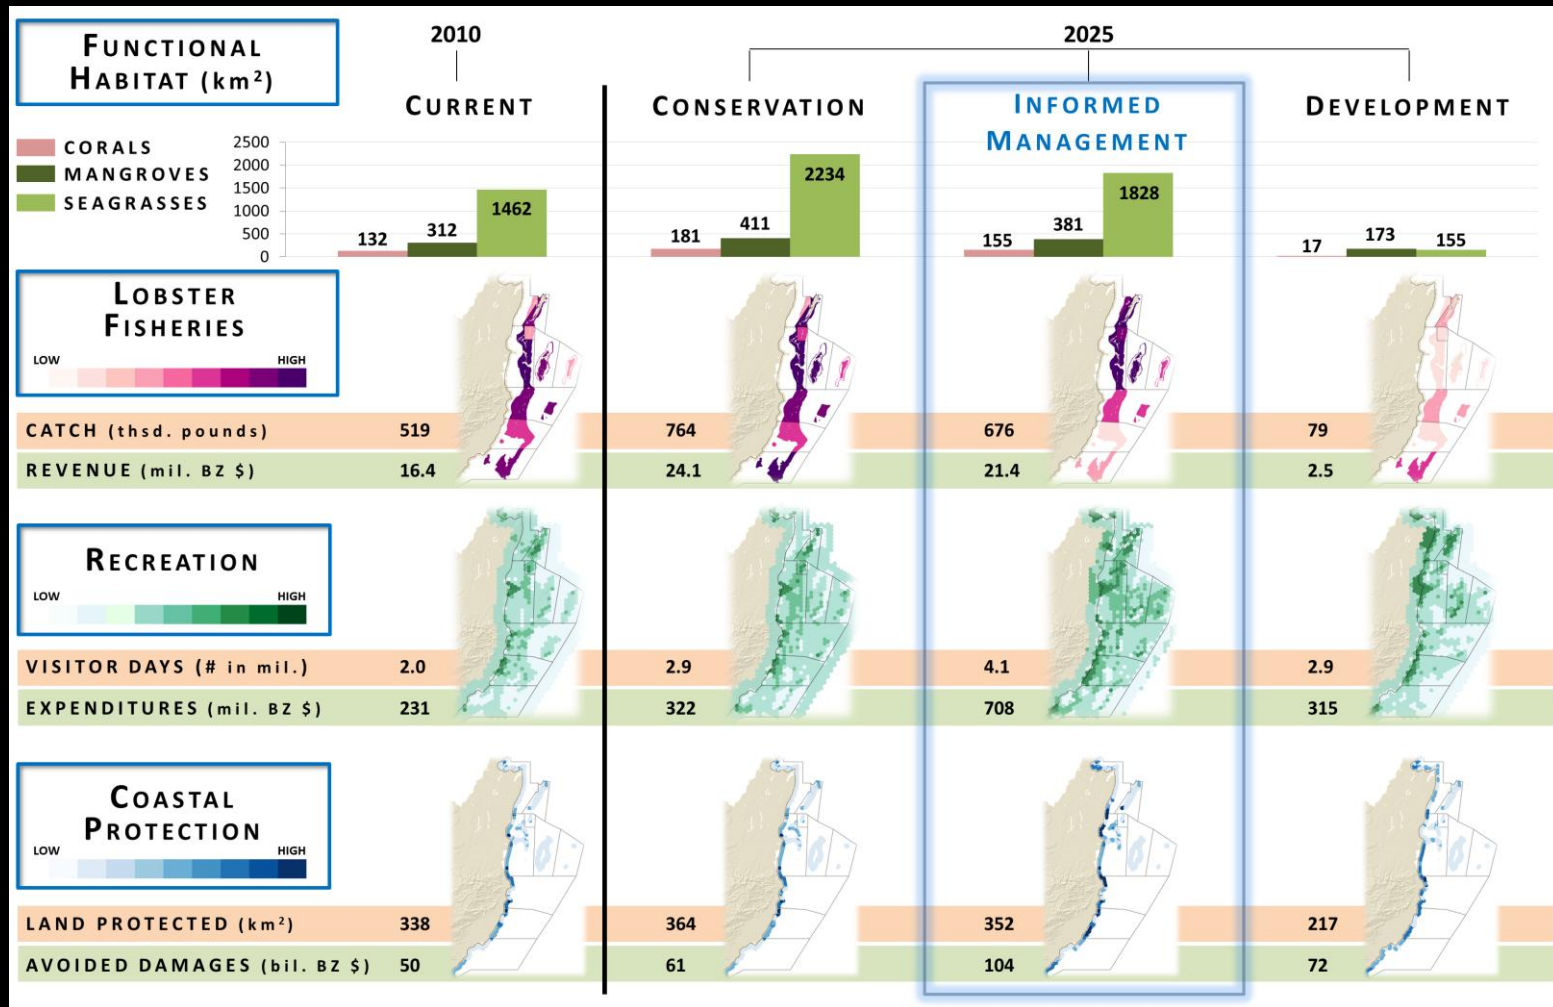 FUNCTIONAL
HABITAT (km²)
2010
2025
CURRENT
CONSERVATION
INFORMED
MANAGEMENT
DEVELOPMENT
CORALS
MANGROVES
SEAGRASSES
2500
2000
1500
1000
500
0
132 312 1462
181 411 2234
155 381 1828
17 173 155
LOBSTER
FISHERIES
LOW HIGH
CATCH (thsd. pounds) 519 764 676 79
REVENUE (mil. BZ $) 16.4 24.1 21.4 2.5
RECREATION
LOW HIGH
VISITOR DAYS (# in mil.) 2.0 2.9 4.1 2.9
EXPENDITURES (mil. BZ $) 231 322 708 315
COASTAL
PROTECTION
LOW HIGH
LAND PROTECTED (km²) 338 364 352 217
AVOIDED DAMAGES (bil. BZ $) 50 61 104 72